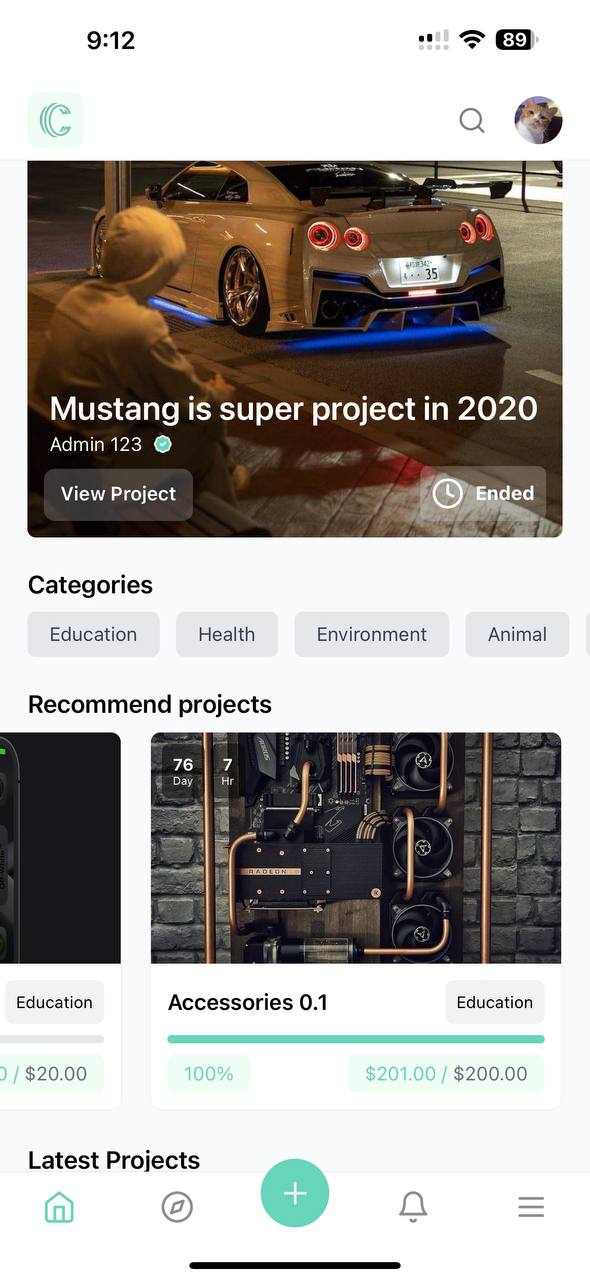 9:12
89
35
Mustang is super project in 2020
Admin 123
View Project
Ended
Categories
Education
Health
Environment
Animal
Recommend projects
76
7
Day
Hr
RADEON
Education
Accessories 0.1
Education
0 / $20.00
100%
$201.00 / $200.00
Latest Projects